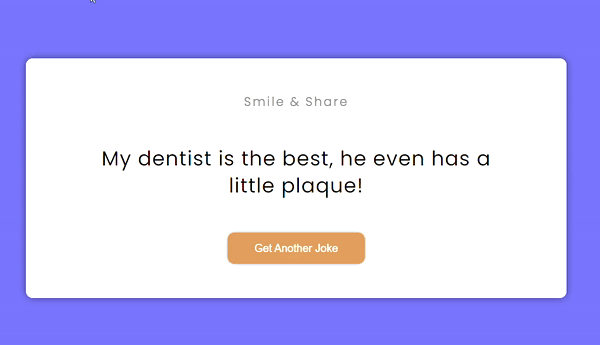 Smile & Share
My dentist is the best, he even has a
little plaque!
Get Another Joke